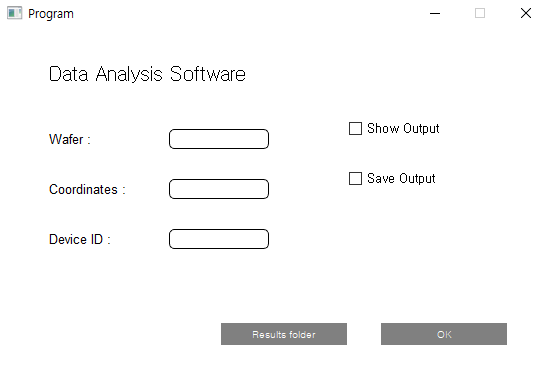 Program
Data Analysis Software
Wafer :
Show Output
Coordinates :
Save Output
Device ID :
Results folder
OK